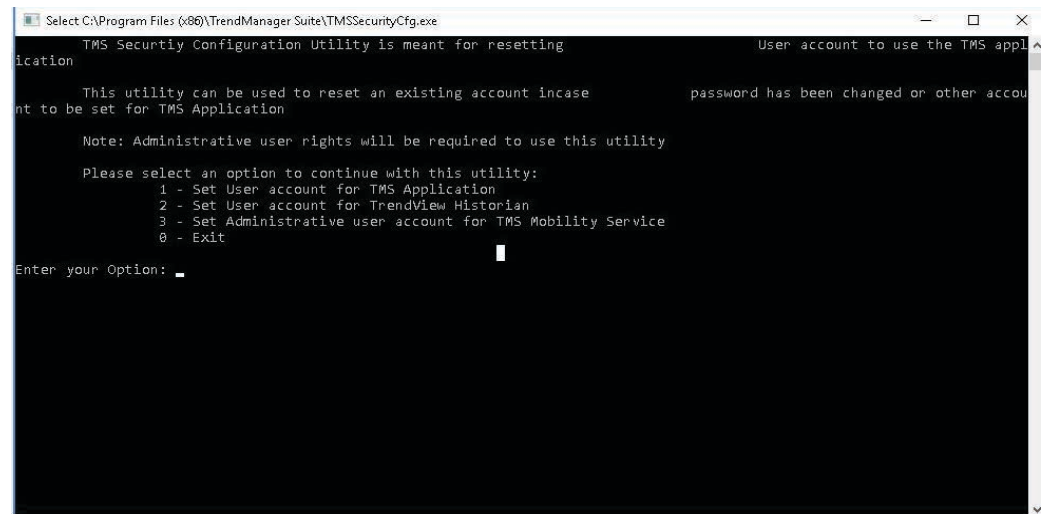 Select C:\Program Files (x86)\TrendManager Suite\TMSSecurityCfg.exe
TMS Securtiy Configuration Utility is meant for resetting User account to use the TMS appl
ication
This utility can be used to reset an existing account incase password has been changed or other accou
nt to be set for TMS Application
Note: Administrative user rights will be required to use this utility
Please select an option to continue with this utility:
1 - Set User account for TMS Application
2 - Set User account for TrendView Historian
3 - Set Administrative user account for TMS Mobility Service
0 - Exit
Enter your Option: